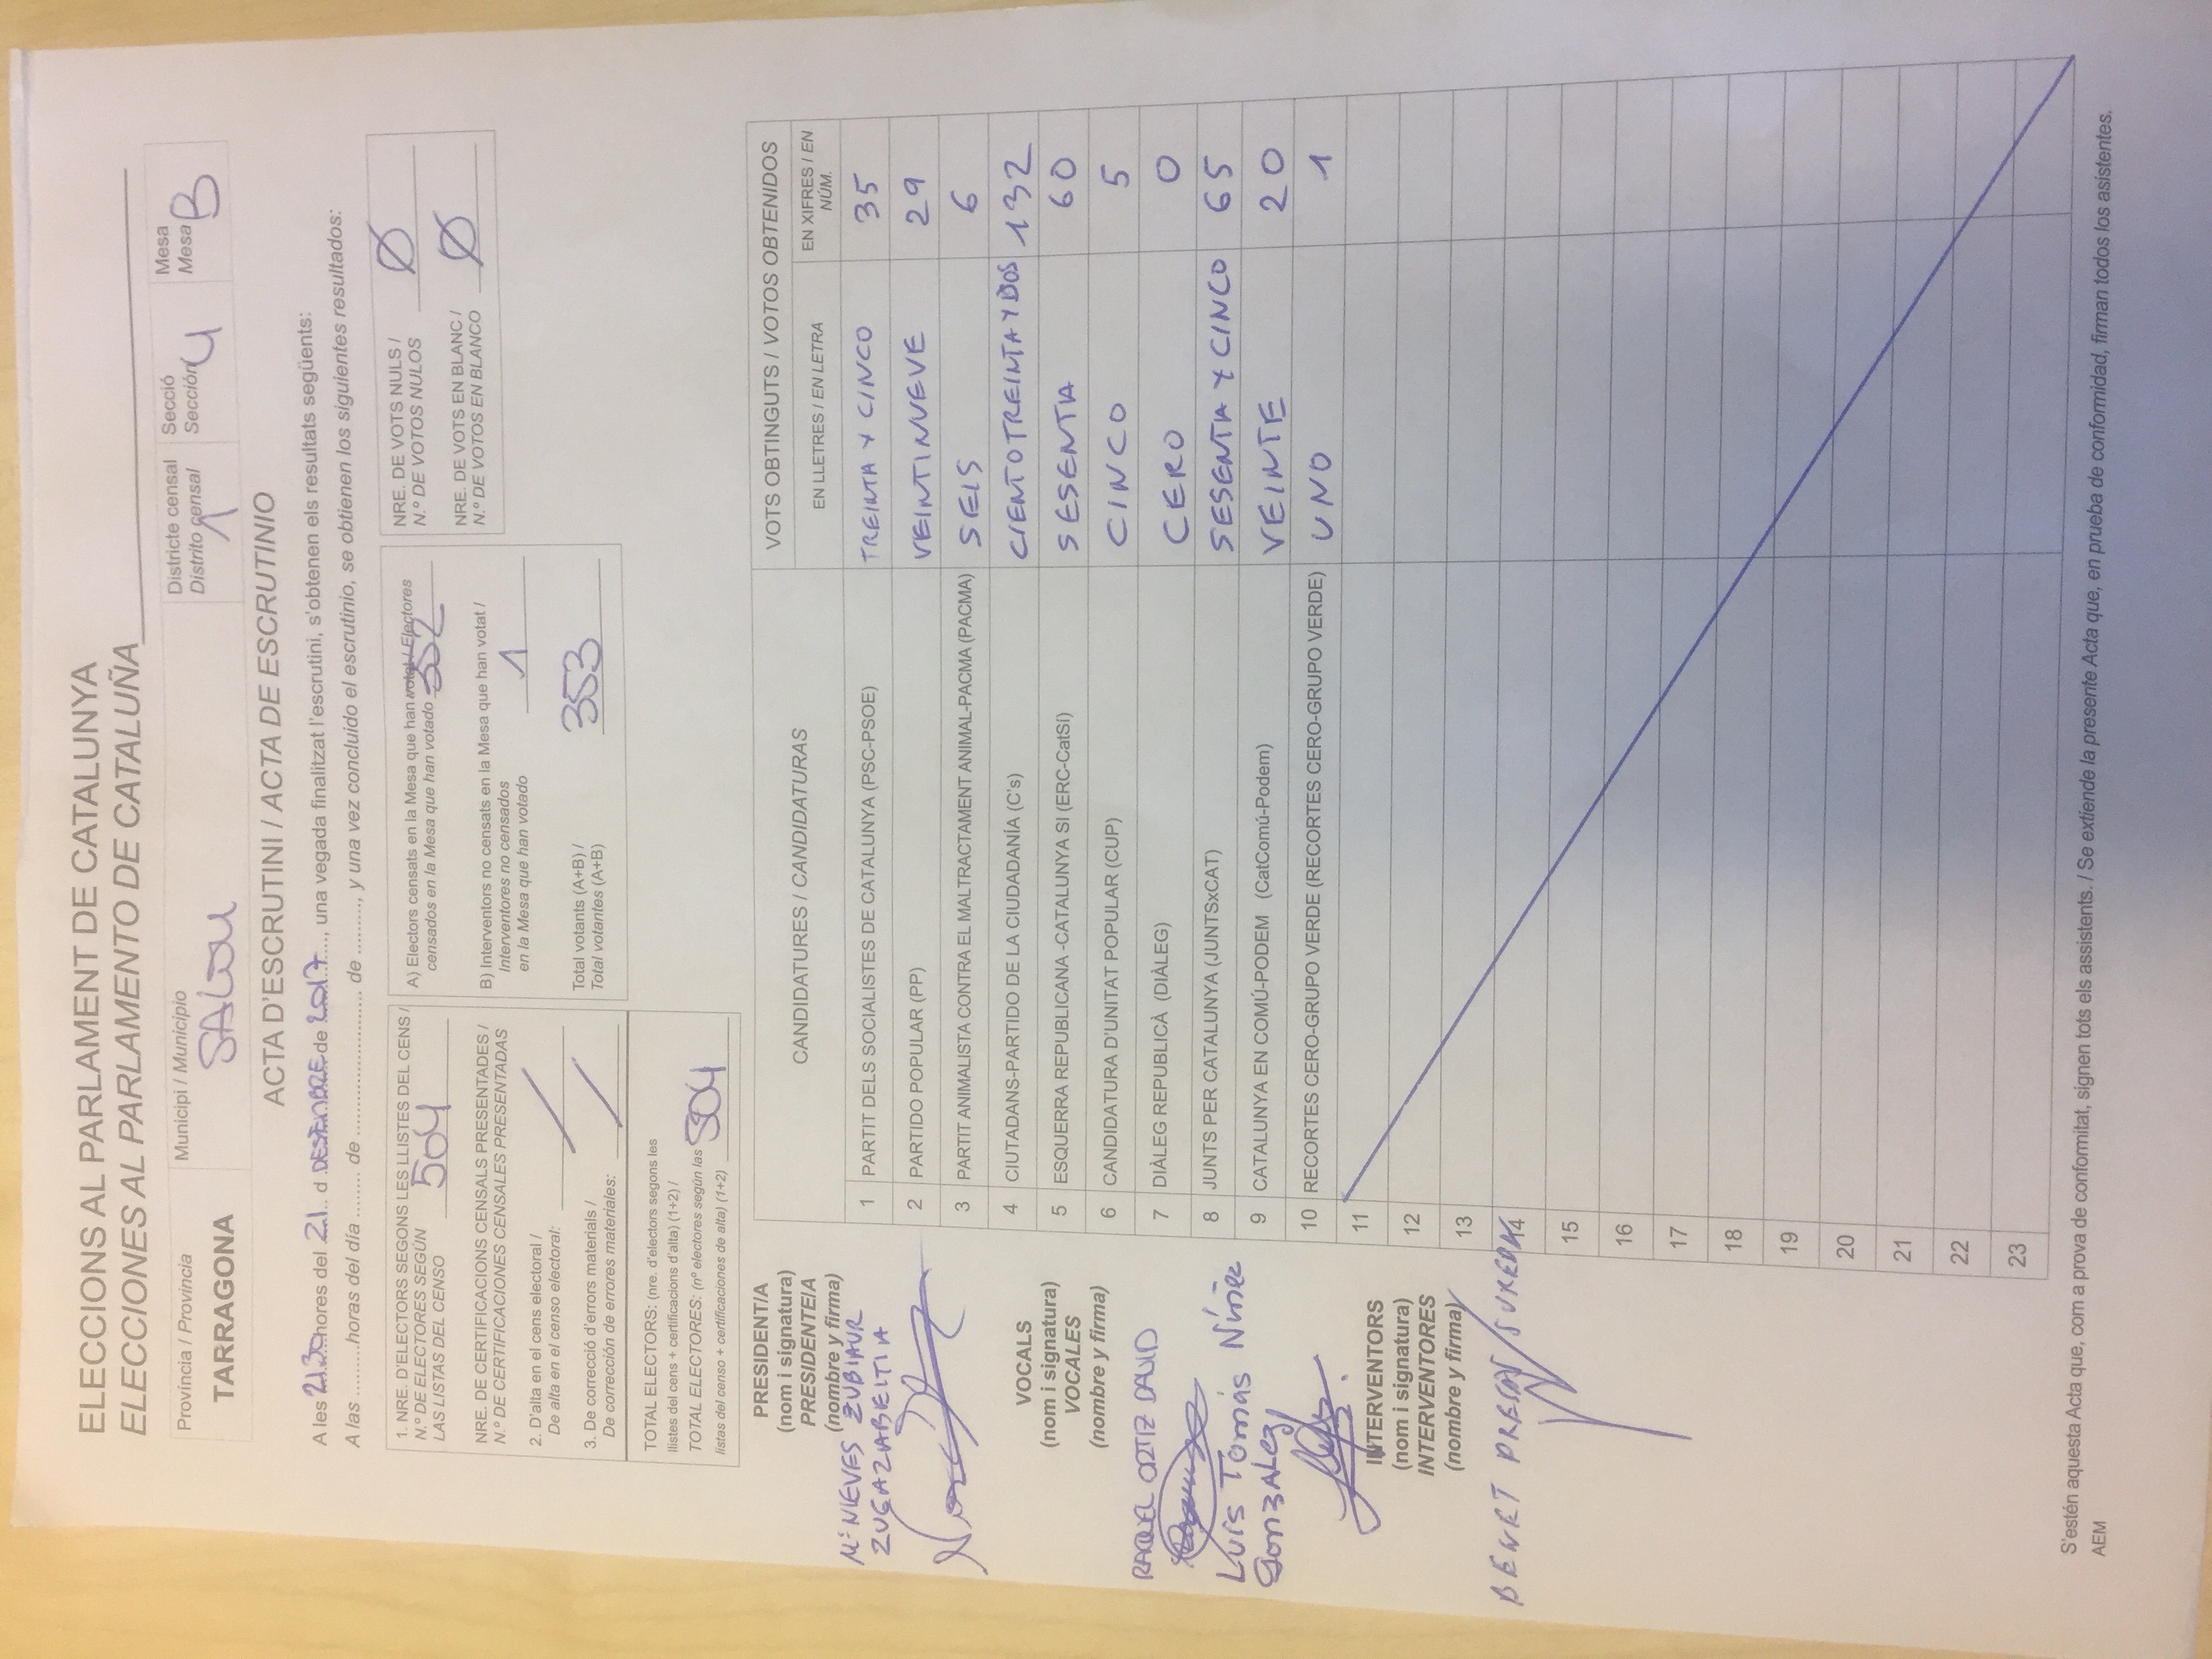 ELECCIONS AL PARLAMENT DE CATALUNYA
ELECCIONES AL PARLAMENTO DE CATALUÑA
Província / Provincia
TARRAGONA
Municipi / Municipio
SALOU
Districte censal
Distrito censal
1
Secció
Sección 4
Mesa
Mesa B
ACTA D'ESCRUTINI / ACTA DE ESCRUTINIO
A les 2130 hores del 21 d DESEMBRE de 2017, una vegada finalitzat l'escrutini, s'obtenen els resultats següents:
A las .........horas del día ........ de ........................ de ........., y una vez concluido el escrutinio, se obtienen los siguientes resultados:
1. NRE. D'ELECTORS SEGONS LES LLISTES DEL CENS /
N.º DE ELECTORES SEGÚN
LAS LISTAS DEL CENSO 504
NRE. DE CERTIFICACIONS CENSALS PRESENTADES /
N.º DE CERTIFICACIONES CENSALES PRESENTADAS
2. D'alta en el cens electoral /
De alta en el censo electoral: /
3. De correcció d'errors materials /
De corrección de errores materiales: /
TOTAL ELECTORS: (nre. d'electors segons les
llistes del cens + certificacions d'alta) (1+2) /
TOTAL ELECTORES: (nº electores según las
listas del censo + certificaciones de alta) (1+2) 504
A) Electors censats en la Mesa que han votat / Electores
censados en la Mesa que han votado 352
B) Interventors no censats en la Mesa que han votat /
Interventores no censados
en la Mesa que han votado 1
Total votants (A+B) /
Total votantes (A+B) 353
NRE. DE VOTS NULS /
N.º DE VOTOS NULOS Ø
NRE. DE VOTS EN BLANC /
N.º DE VOTOS EN BLANCO Ø
PRESIDENT/A
(nom i signatura)
PRESIDENTE/A
(nombre y firma)
Mª NIEVES ZUBIAUR
ZUGAZABEITIA
VOCALS
(nom i signatura)
VOCALES
(nombre y firma)
RAQUEL ORTIZ DAVID
Luís Tomás Núñez
Gonzalez
INTERVENTORS
(nom i signatura)
INTERVENTORES
(nombre y firma)
BENET PRESAS SUREDA
CANDIDATURES / CANDIDATURAS
VOTS OBTINGUTS / VOTOS OBTENIDOS
EN LLETRES / EN LETRA
EN XIFRES / EN
NÚM.
1 PARTIT DELS SOCIALISTES DE CATALUNYA (PSC-PSOE) TREINTA Y CINCO 35
2 PARTIDO POPULAR (PP) VEINTINUEVE 29
3 PARTIT ANIMALISTA CONTRA EL MALTRACTAMENT ANIMAL-PACMA (PACMA) SEIS 6
4 CIUTADANS-PARTIDO DE LA CIUDADANÍA (C's) CIENTO TREINTA Y DOS 132
5 ESQUERRA REPUBLICANA -CATALUNYA SI (ERC-CatSí) SESENTA 60
6 CANDIDATURA D'UNITAT POPULAR (CUP) CINCO 5
7 DIÀLEG REPUBLICÀ (DIÀLEG) CERO 0
8 JUNTS PER CATALUNYA (JUNTSxCAT) SESENTA Y CINCO 65
9 CATALUNYA EN COMÚ-PODEM (CatComú-Podem) VEINTE 20
10 RECORTES CERO-GRUPO VERDE (RECORTES CERO-GRUPO VERDE) UNO 1
11
12
13
14
15
16
17
18
19
20
21
22
23
S'estén aquesta Acta que, com a prova de conformitat, signen tots els assistents. / Se extiende la presente Acta que, en prueba de conformidad, firman todos los asistentes.
AEM